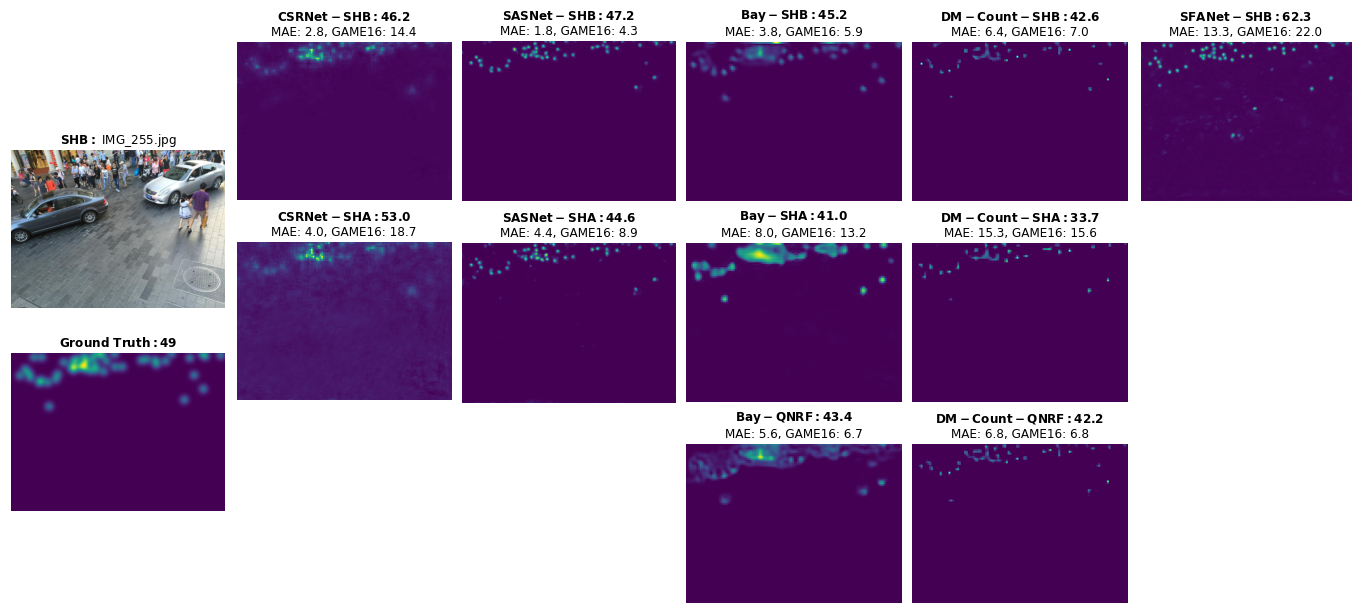 SHB: IMG_255.jpg
Ground Truth: 49
CSRNet-SHB: 46.2
MAE: 2.8, GAME16: 14.4
SASNet-SHB: 47.2
MAE: 1.8, GAME16: 4.3
Bay-SHB: 45.2
MAE: 3.8, GAME16: 5.9
DM-Count-SHB: 42.6
MAE: 6.4, GAME16: 7.0
SFANet-SHB: 62.3
MAE: 13.3, GAME16: 22.0
CSRNet-SHA: 53.0
MAE: 4.0, GAME16: 18.7
SASNet-SHA: 44.6
MAE: 4.4, GAME16: 8.9
Bay-SHA: 41.0
MAE: 8.0, GAME16: 13.2
DM-Count-SHA: 33.7
MAE: 15.3, GAME16: 15.6
Bay-QNRF: 43.4
MAE: 5.6, GAME16: 6.7
DM-Count-QNRF: 42.2
MAE: 6.8, GAME16: 6.8